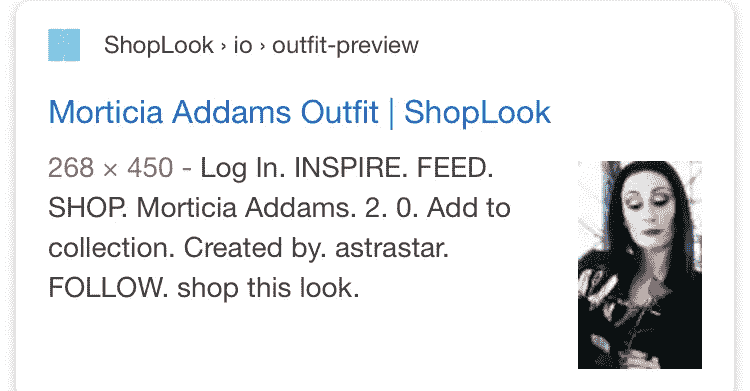 ShopLook › io › outfit-preview
Morticia Addams Outfit | ShopLook
268 × 450 - Log In. INSPIRE. FEED.
SHOP. Morticia Addams. 2. 0. Add to
collection. Created by. astrastar.
FOLLOW. shop this look.